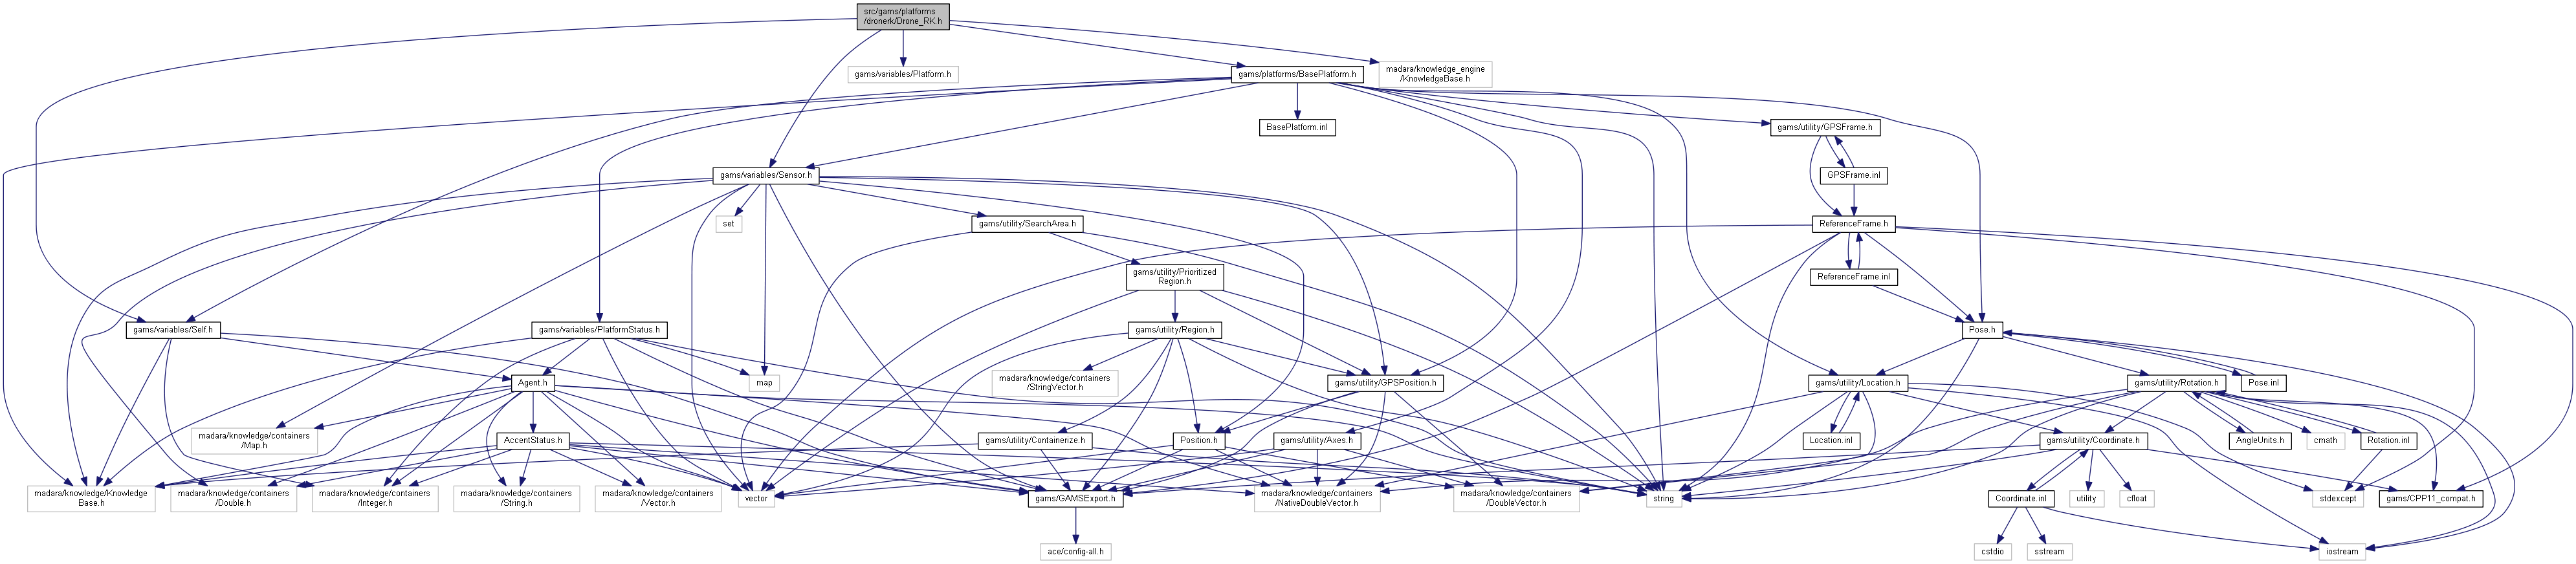 src/gams/platforms
/dronerk/Drone_RK.h
gams/variables/Platform.h
gams/platforms/BasePlatform.h
madara/knowledge_engine
/KnowledgeBase.h
BasePlatform.inl
gams/utility/GPSFrame.h
gams/variables/Sensor.h
GPSFrame.inl
set
gams/utility/SearchArea.h
ReferenceFrame.h
gams/utility/Prioritized
Region.h
ReferenceFrame.inl
gams/variables/Self.h
gams/variables/PlatformStatus.h
gams/utility/Region.h
Pose.h
madara/knowledge/containers
/StringVector.h
map
Agent.h
gams/utility/GPSPosition.h
gams/utility/Location.h
gams/utility/Rotation.h
Pose.inl
madara/knowledge/containers
/Map.h
AccentStatus.h
gams/utility/Containerize.h
Position.h
gams/utility/Axes.h
Location.inl
gams/utility/Coordinate.h
AngleUnits.h
cmath
Rotation.inl
madara/knowledge/Knowledge
Base.h
madara/knowledge/containers
/Double.h
madara/knowledge/containers
/Integer.h
madara/knowledge/containers
/String.h
madara/knowledge/containers
/Vector.h
vector
gams/GAMSExport.h
madara/knowledge/containers
/NativeDoubleVector.h
madara/knowledge/containers
/DoubleVector.h
string
Coordinate.inl
utility
cfloat
stdexcept
gams/CPP11_compat.h
ace/config-all.h
cstdio
sstream
iostream